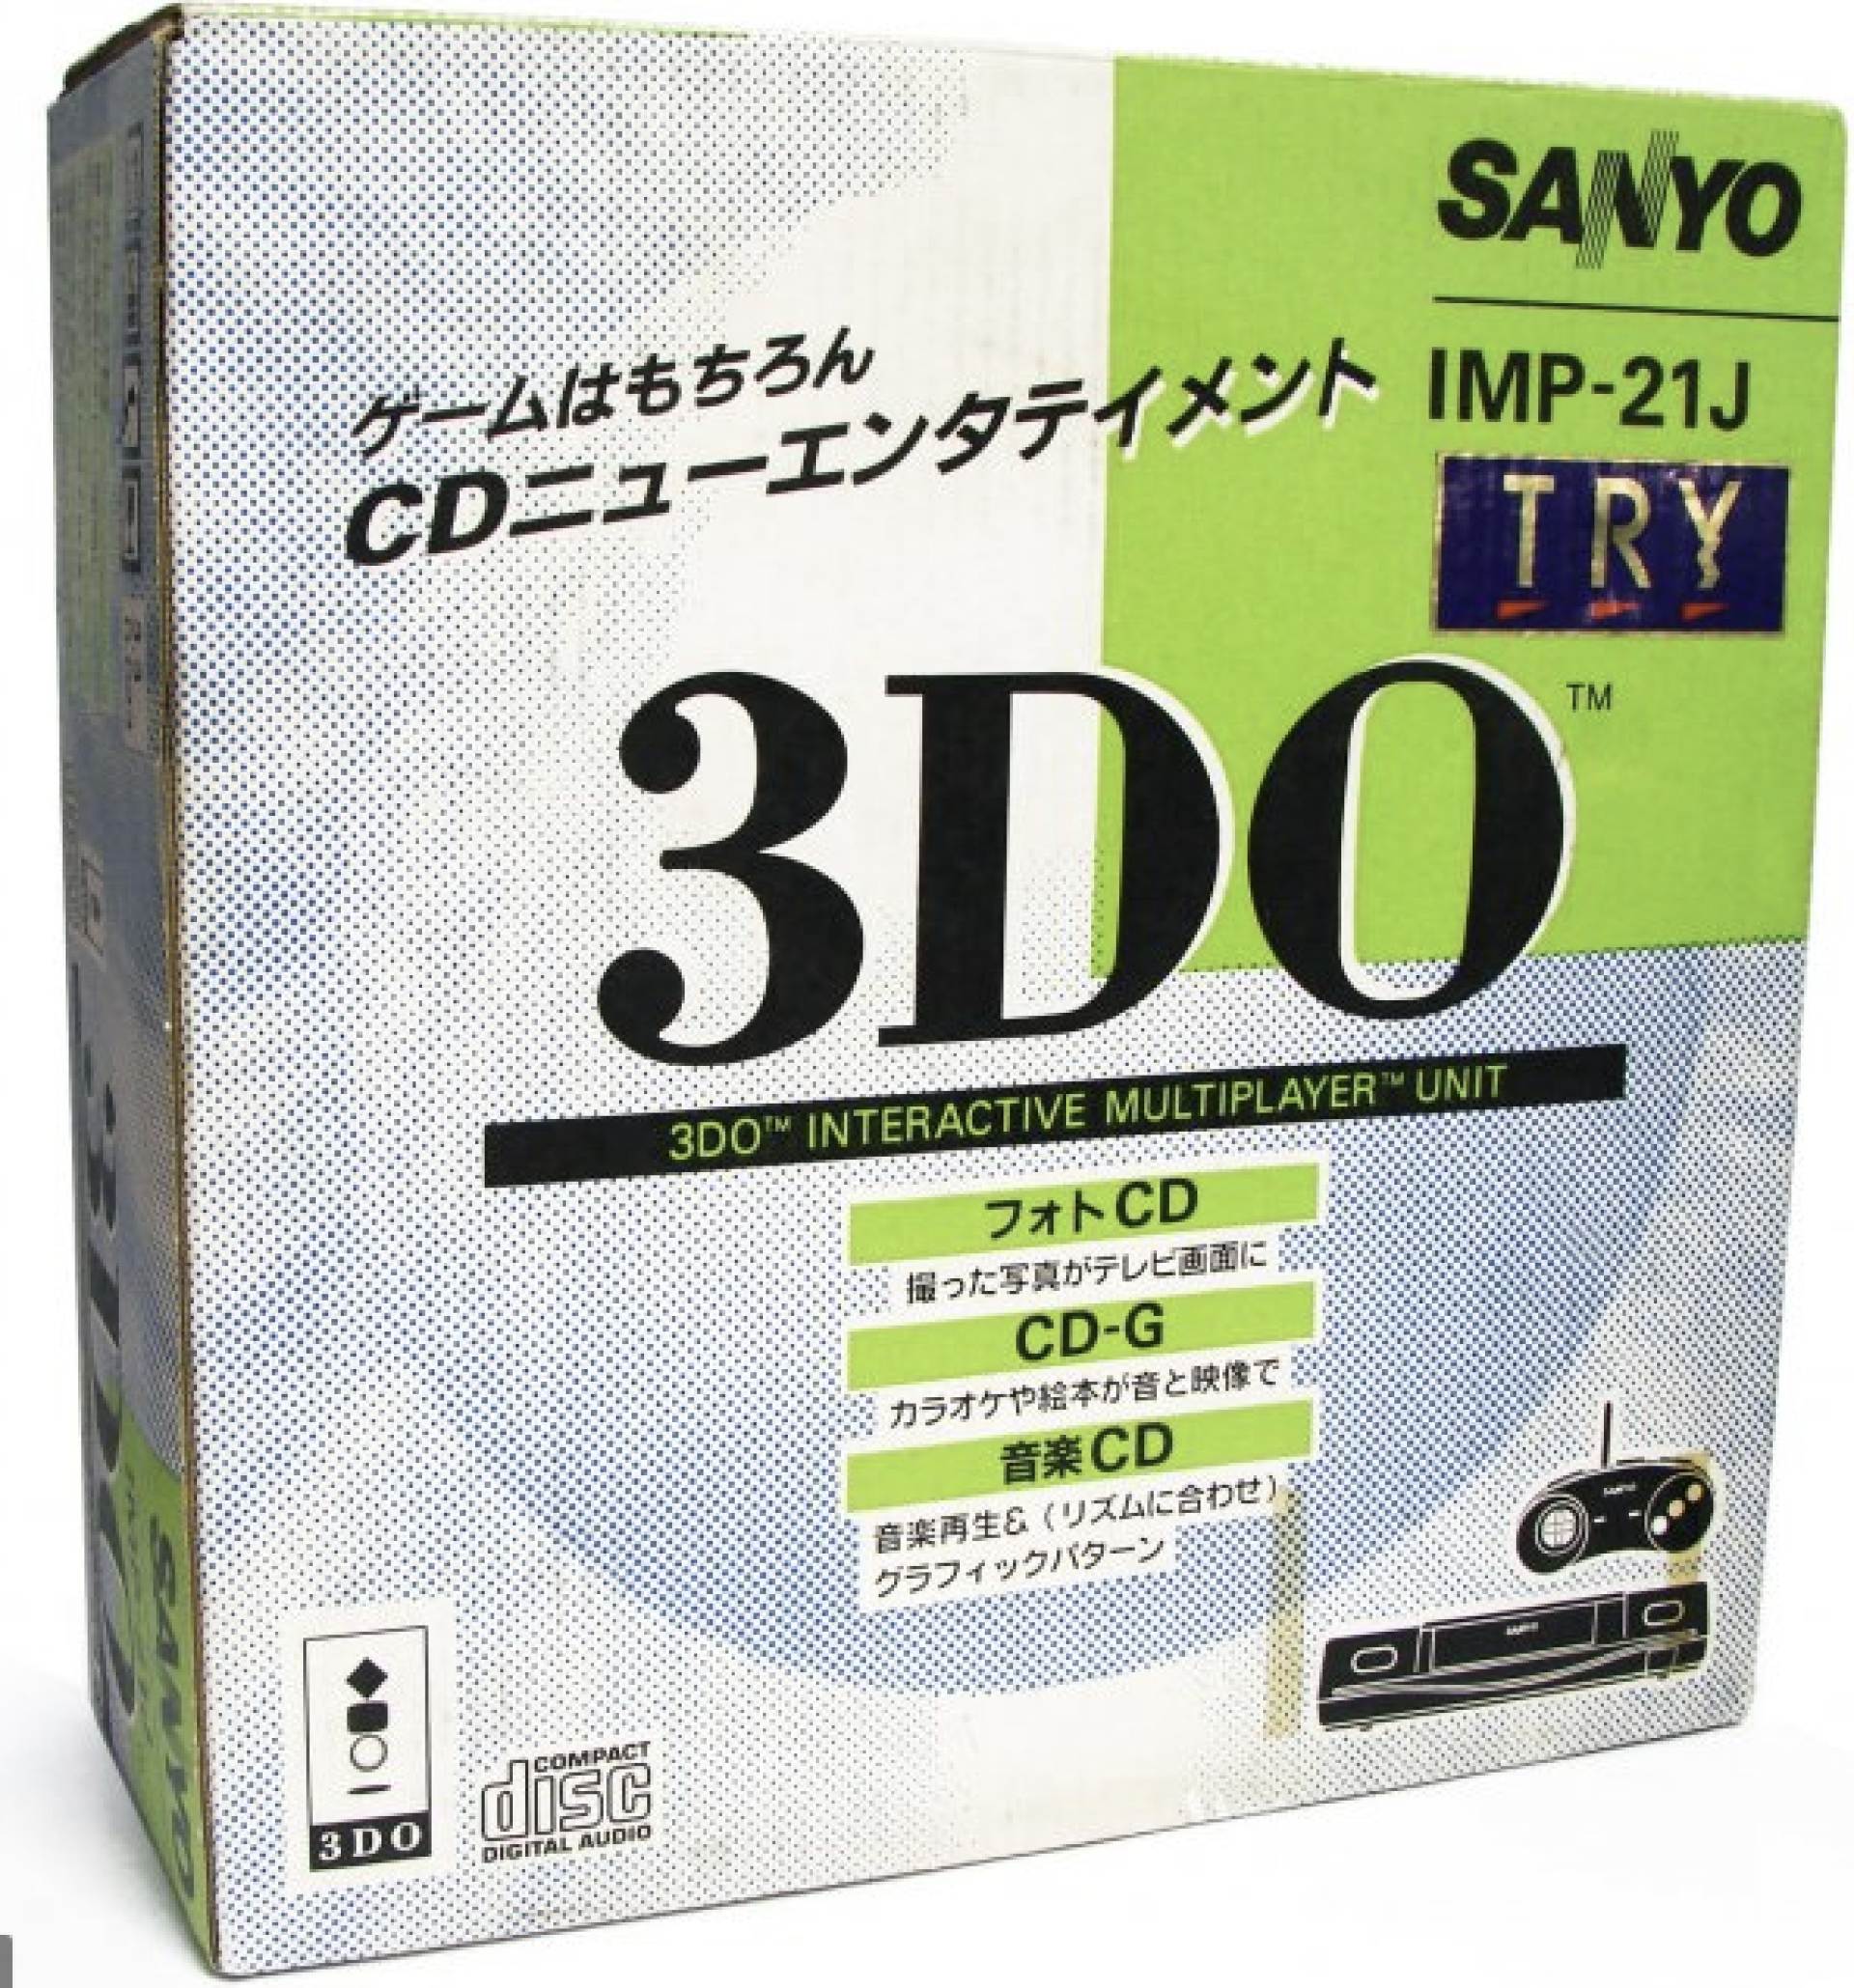 SANYO
IMP-21J
TRY
ゲームはもちろん
CDニューエンタテイメント
3DO™
3DO™ INTERACTIVE MULTIPLAYER™ UNIT
フォトCD
撮った写真がテレビ画面に
CD-G
カラオケや絵本が音と映像で
音楽CD
音楽再生&(リズムに合わせ)
グラフィックパターン
SANYO
SANYO
3DO
COMPACT
disc
DIGITAL AUDIO
3DO
SANYO